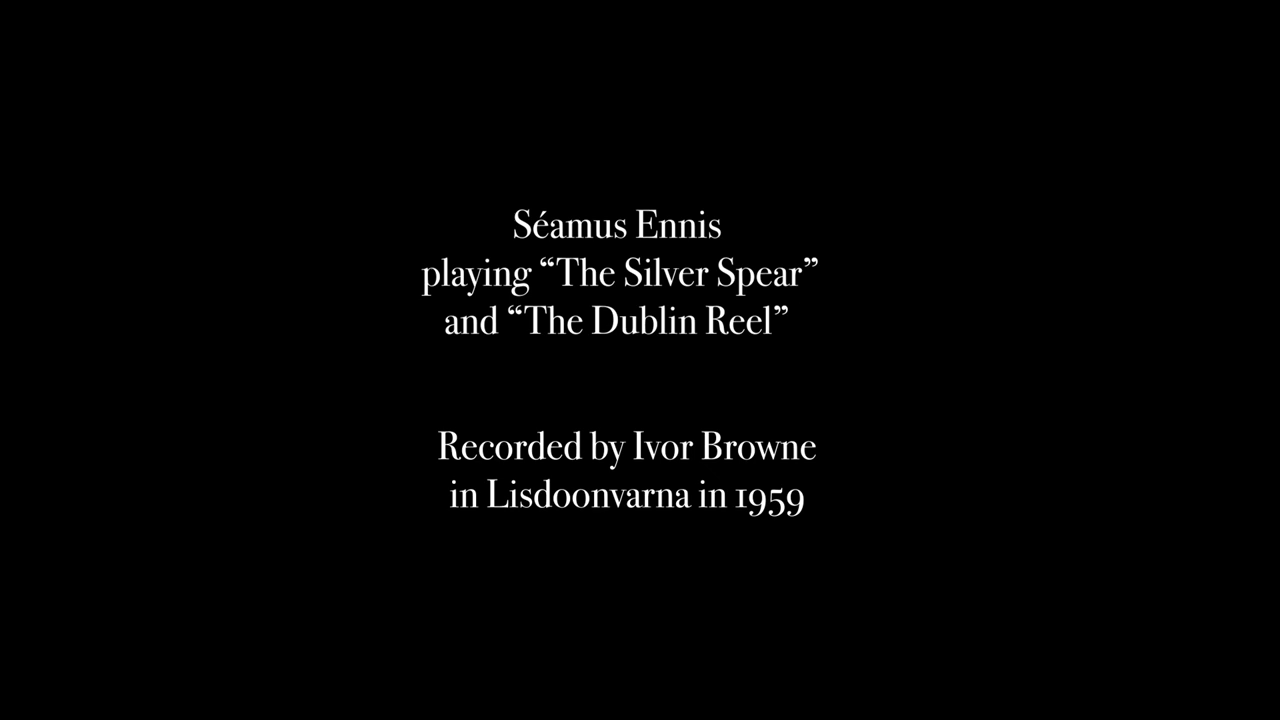 Séamus Ennis
playing “The Silver Spear”
and “The Dublin Reel”
Recorded by Ivor Browne
in Lisdoonvarna in 1959